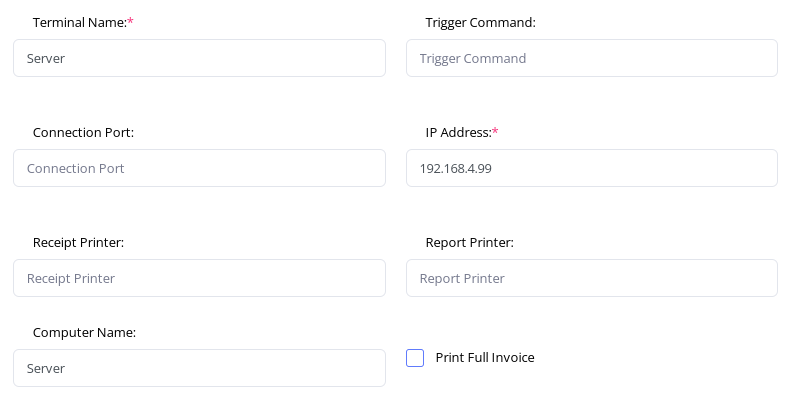 Terminal Name:*
Trigger Command:
Server
Trigger Command
Connection Port:
IP Address:*
Connection Port
192.168.4.99
Receipt Printer:
Report Printer:
Receipt Printer
Report Printer
Computer Name:
Server
Print Full Invoice